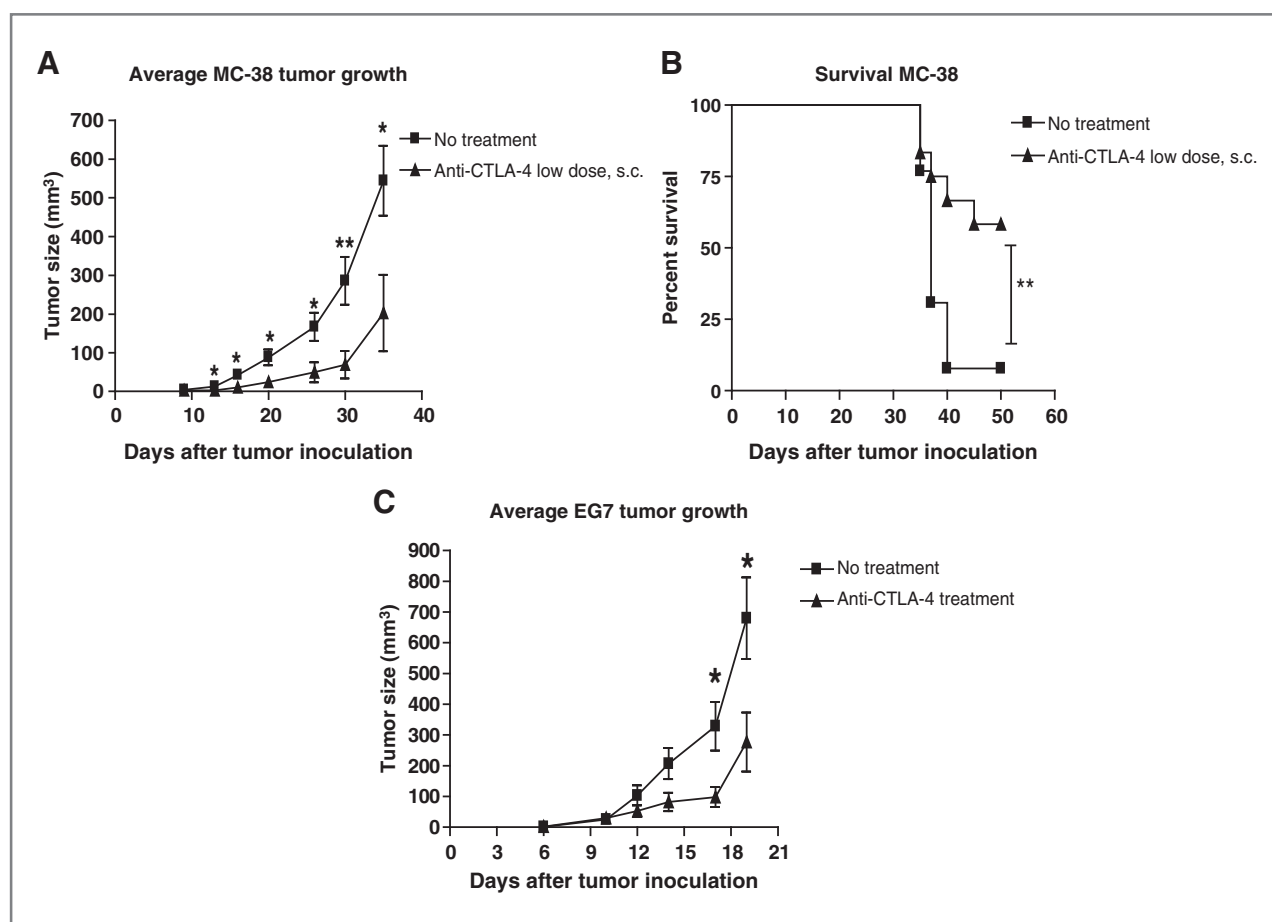 A
Average MC-38 tumor growth
700
600
500
400
300
200
100
0
Tumor size (mm³)
*
*
*
*
**
*
No treatment
Anti-CTLA-4 low dose, s.c.
0
10
20
30
40
Days after tumor inoculation
B
Survival MC-38
100
75
50
25
0
Percent survival
No treatment
Anti-CTLA-4 low dose, s.c.
**
0
10
20
30
40
50
60
Days after tumor inoculation
C
Average EG7 tumor growth
900
800
700
600
500
400
300
200
100
0
Tumor size (mm³)
*
*
No treatment
Anti-CTLA-4 treatment
0
3
6
9
12
15
18
21
Days after tumor inoculation